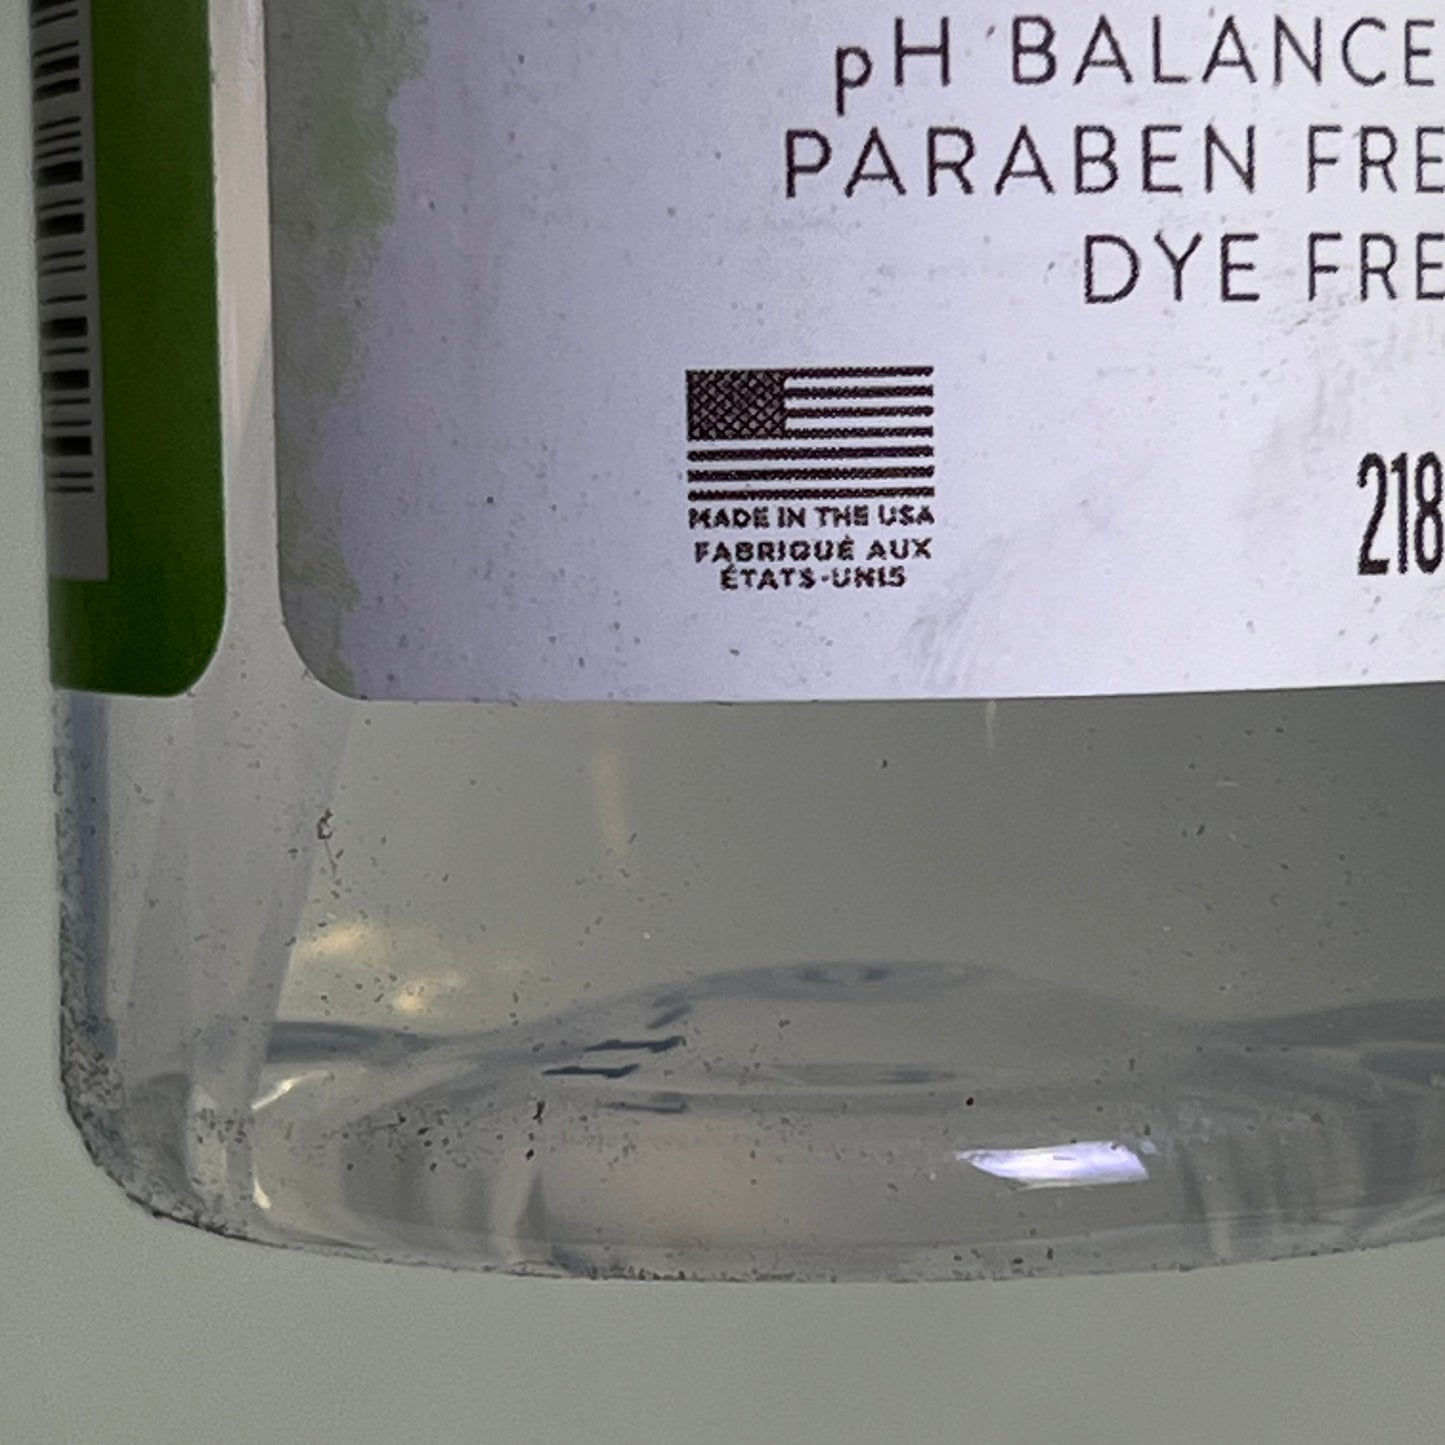 pH BALANCE
PARABEN FRE
DYE FRE
MADE IN THE USA
FABRIQUÉ AUX
ÉTATS-UNIS
218